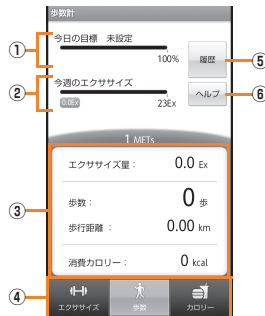 歩数計
① 今日の目標 未設定
100%
履歴 ⑤
② 今週のエクササイズ
0.0Ex 23Ex
ヘルプ ⑥
1 METs
エクササイズ量： 0.0 Ex
③ 歩数： 0 歩
歩行距離： 0.00 km
消費カロリー： 0 kcal
④ エクササイズ 歩数 カロリー